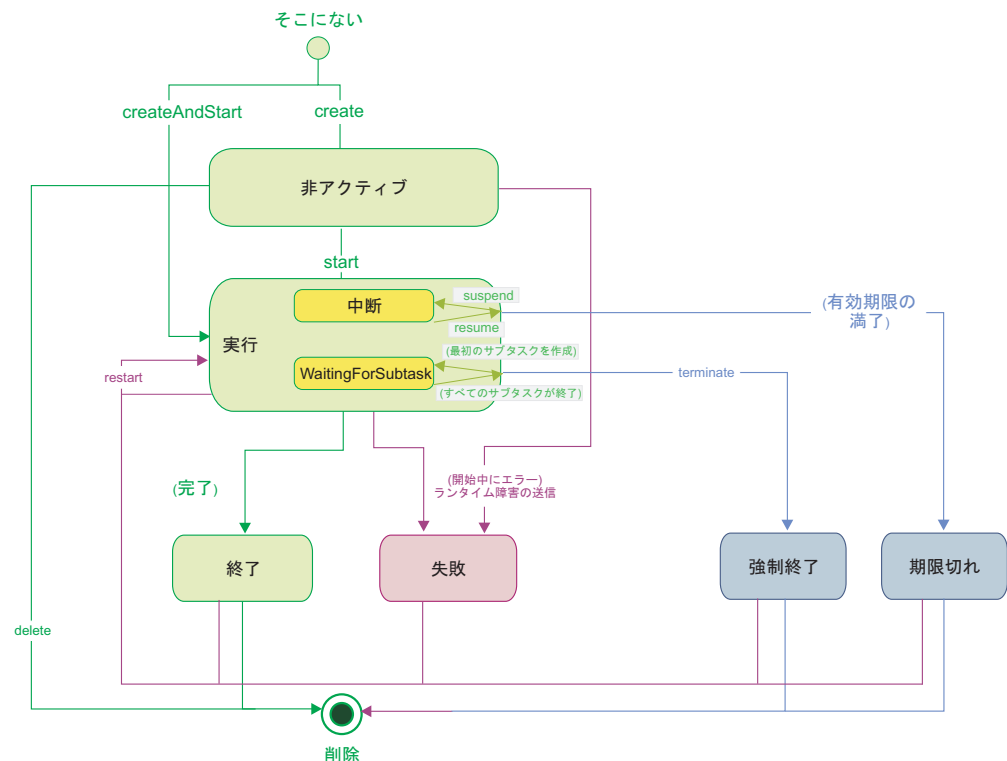 そこにない
createAndStart
create
非アクティブ
start
中断
suspend
resume
実行
(最初のサブタスクを作成)
WaitingForSubtask
(すべてのサブタスクが終了)
(有効期限の
満了)
restart
terminate
(完了)
(開始中にエラー)
ランタイム障害の送信
終了
失敗
強制終了
期限切れ
delete
削除